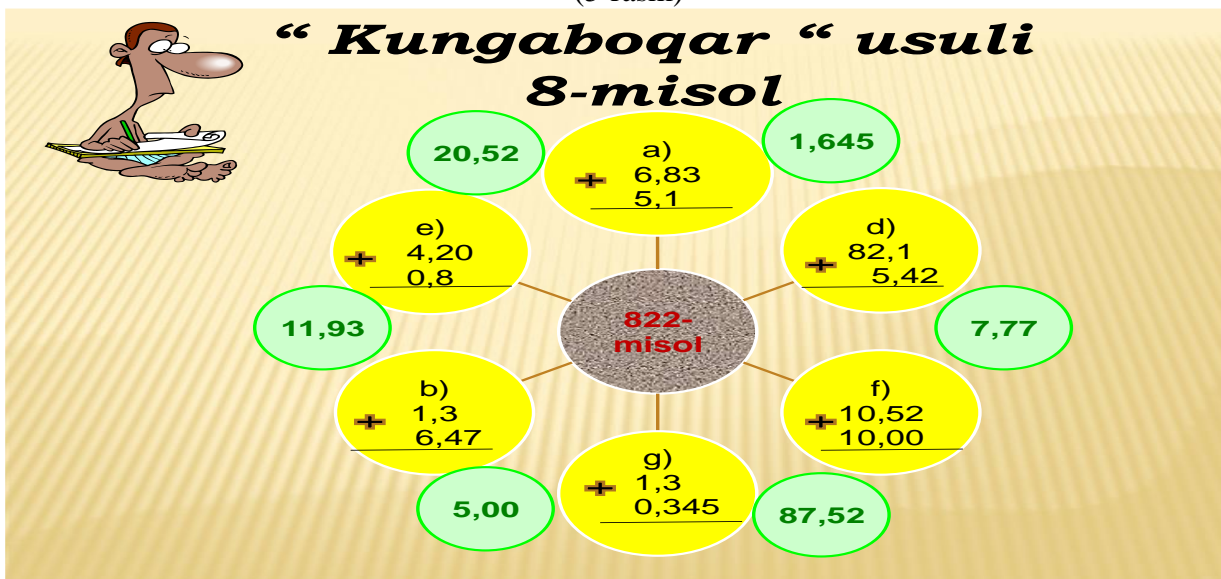 “ Kungaboqar “ usuli
8-misol
20,52
a)
6,83
5,1
1,645
e)
4,20
0,8
d)
82,1
5,42
11,93
822-
misol
7,77
b)
1,3
6,47
f)
10,52
10,00
5,00
g)
1,3
0,345
87,52